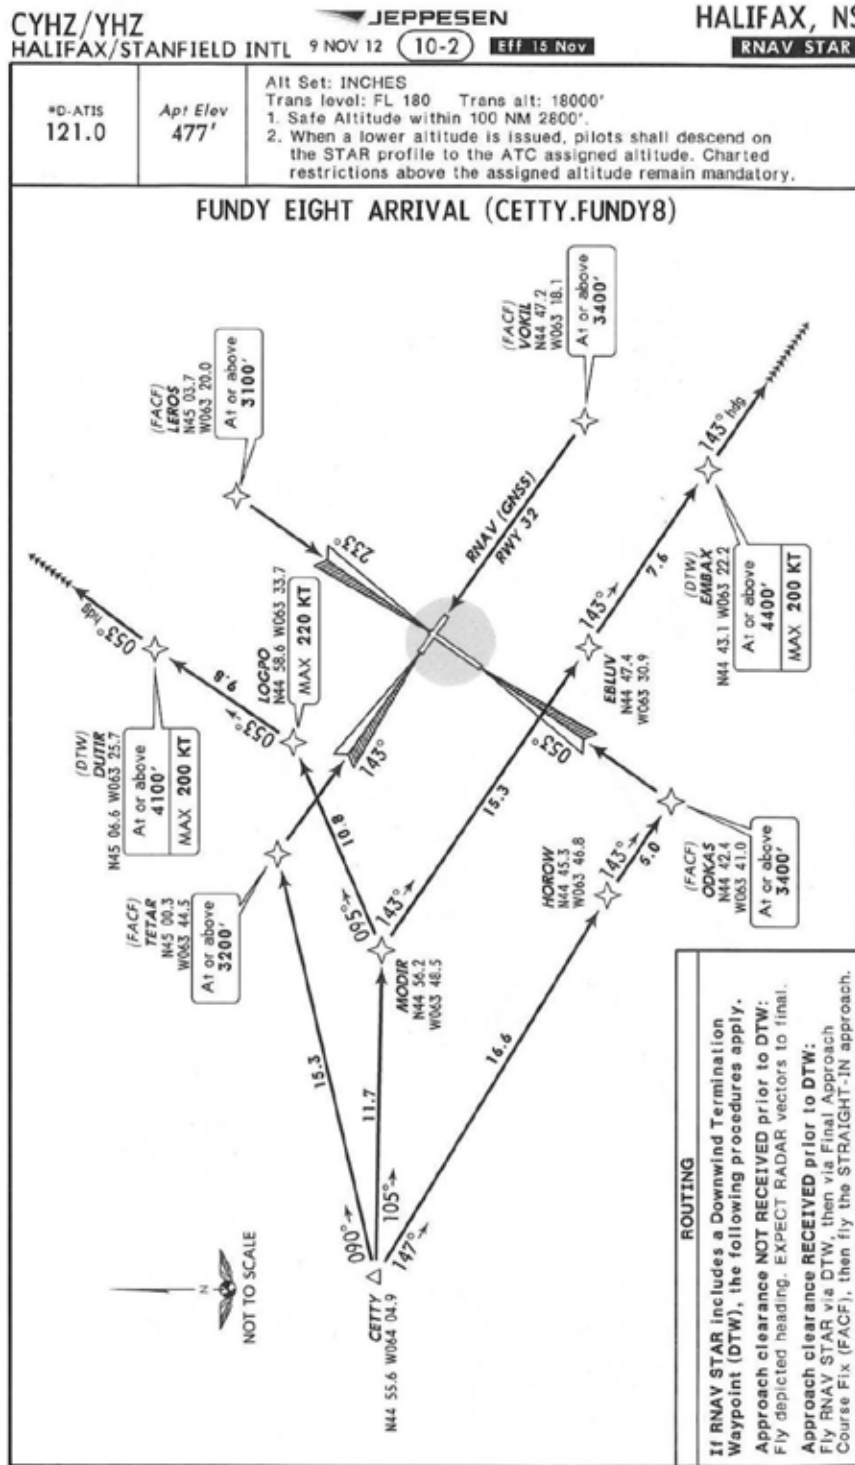 CYHZ/YHZ
HALIFAX/STANFIELD INTL
JEPPESEN
9 NOV 12
10-2
Eff 15 Nov
HALIFAX, NS
RNAV STAR
*D-ATIS
121.0
Apt Elev
477'
Alt Set: INCHES
Trans level: FL 180 Trans alt: 18000'
1. Safe Altitude within 100 NM 2800'.
2. When a lower altitude is issued, pilots shall descend on
the STAR profile to the ATC assigned altitude. Charted
restrictions above the assigned altitude remain mandatory.
FUNDY EIGHT ARRIVAL (CETTY.FUNDY8)
(FACF)
VOKIL
N44 47.2
W063 18.1
At or above
3400'
(FACF)
LEROS
N45 03.7
W063 20.0
At or above
3100'
233°
RNAV (GNSS)
RWY 32
143° hdg
(DTW)
EMBAX
N44 43.1 W063 22.2
At or above
4400'
MAX 200 KT
7.6
143°
EBLUV
N44 47.4
W063 30.9
053° hdg
(DTW)
DUTIR
N45 06.6 W063 25.7
At or above
4100'
MAX 200 KT
9.8
053°
LOGPO
N44 58.6 W063 33.7
MAX 220 KT
143°
053°
(FACF)
TETAR
N45 00.3
W063 44.5
At or above
3200'
10.8
095°
143°
15.3
MODIR
N44 56.2
W063 48.5
HOROW
N44 45.3
W063 46.8
143°
5.0
(FACF)
ODKAS
N44 42.4
W063 41.0
At or above
3400'
15.3
11.7
16.6
090°
105°
147°
CETTY
N44 55.6 W064 04.9
N
NOT TO SCALE
ROUTING
If RNAV STAR includes a Downwind Termination
Waypoint (DTW), the following procedures apply.
Approach clearance NOT RECEIVED prior to DTW:
Fly depicted heading. EXPECT RADAR vectors to final.
Approach clearance RECEIVED prior to DTW:
Fly RNAV STAR via DTW, then via Final Approach
Course Fix (FACF), then fly the STRAIGHT-IN approach.